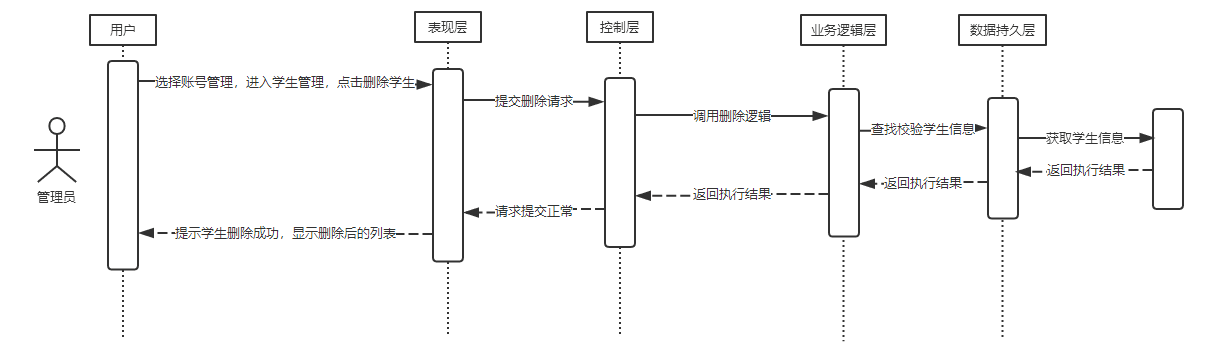 用户
表现层
控制层
业务逻辑层
数据持久层
选择账号管理，进入学生管理，点击删除学生
提交删除请求
调用删除逻辑
查找校验学生信息
获取学生信息
返回执行结果
返回执行结果
返回执行结果
请求提交正常
提示学生删除成功，显示删除后的列表
管理员